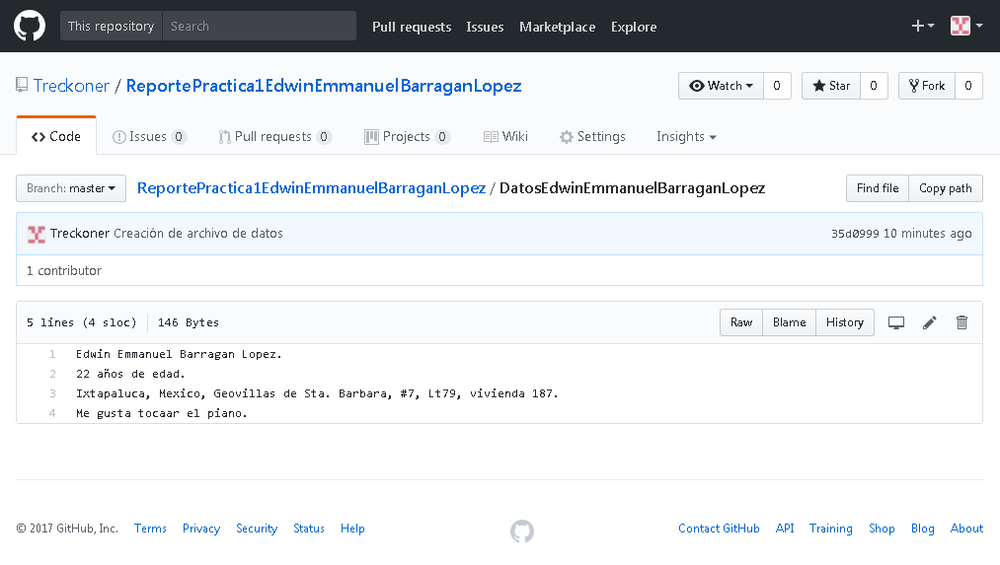 This repository Search Pull requests Issues Marketplace Explore
Treckoner / ReportePractica1EdwinEmmanuelBarraganLopez Watch 0 Star 0 Fork 0
Code Issues 0 Pull requests 0 Projects 0 Wiki Settings Insights
Branch: master ReportePractica1EdwinEmmanuelBarraganLopez / DatosEdwinEmmanuelBarraganLopez Find file Copy path
Treckoner Creación de archivo de datos 35d0999 10 minutes ago
1 contributor
5 lines (4 sloc) 146 Bytes Raw Blame History
1 Edwin Emmanuel Barragan Lopez.
2 22 años de edad.
3 Ixtapaluca, Mexico, Geovillas de Sta. Barbara, #7, Lt79, vivienda 187.
4 Me gusta tocaar el piano.
© 2017 GitHub, Inc. Terms Privacy Security Status Help Contact GitHub API Training Shop Blog About